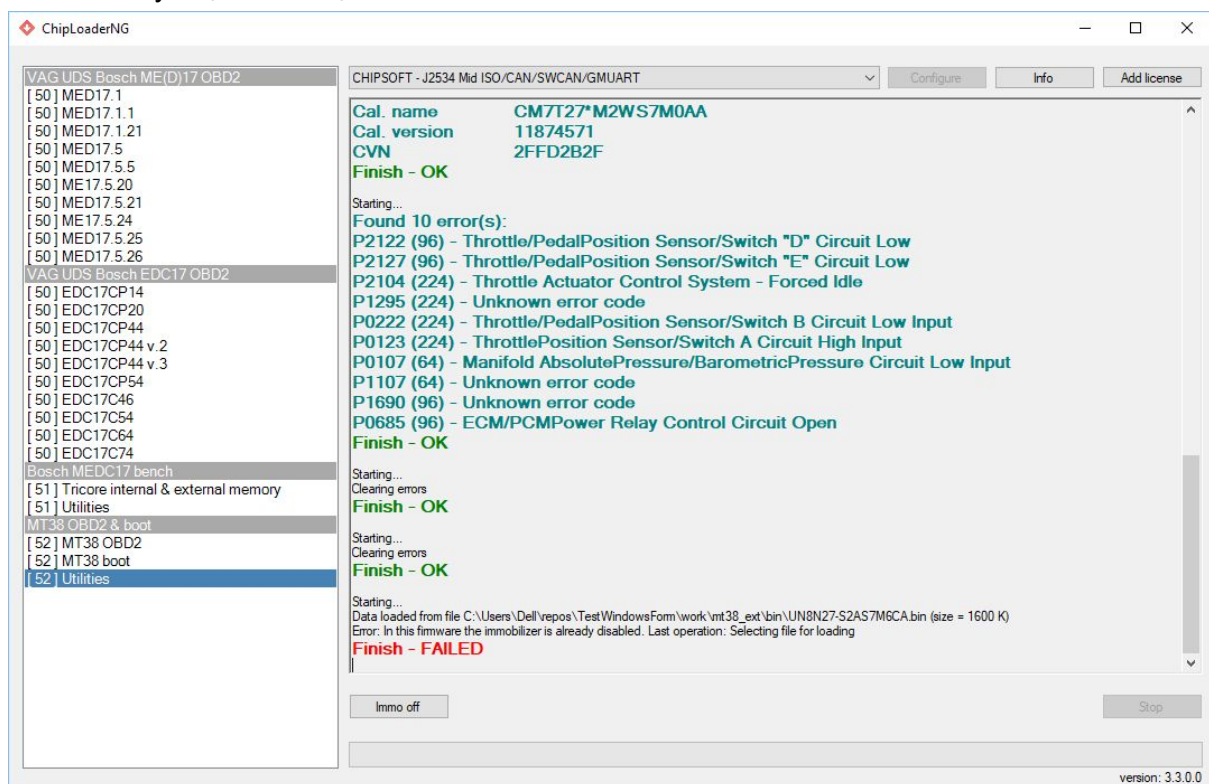 ChipLoaderNG
VAG UDS Bosch ME(D)17 OBD2
[ 50 ] MED17.1
[ 50 ] MED17.1.1
[ 50 ] MED17.1.21
[ 50 ] MED17.5
[ 50 ] MED17.5.5
[ 50 ] ME17.5.20
[ 50 ] MED17.5.21
[ 50 ] ME17.5.24
[ 50 ] MED17.5.25
[ 50 ] MED17.5.26
VAG UDS Bosch EDC17 OBD2
[ 50 ] EDC17CP14
[ 50 ] EDC17CP20
[ 50 ] EDC17CP44
[ 50 ] EDC17CP44 v.2
[ 50 ] EDC17CP44 v.3
[ 50 ] EDC17CP54
[ 50 ] EDC17C46
[ 50 ] EDC17C54
[ 50 ] EDC17C64
[ 50 ] EDC17C74
Bosch MEDC17 bench
[ 51 ] Tricore internal & external memory
[ 51 ] Utilities
MT38 OBD2 & boot
[ 52 ] MT38 OBD2
[ 52 ] MT38 boot
[ 52 ] Utilities
CHIPSOFT - J2534 Mid ISO/CAN/SWCAN/GMUART
Configure
Info
Add license
Cal. name CM7T27*M2WS7M0AA
Cal. version 11874571
CVN 2FFD2B2F
Finish - OK
Starting...
Found 10 error(s):
P2122 (96) - Throttle/PedalPosition Sensor/Switch "D" Circuit Low
P2127 (96) - Throttle/PedalPosition Sensor/Switch "E" Circuit Low
P2104 (224) - Throttle Actuator Control System - Forced Idle
P1295 (224) - Unknown error code
P0222 (224) - Throttle/PedalPosition Sensor/Switch B Circuit Low Input
P0123 (224) - ThrottlePosition Sensor/Switch A Circuit High Input
P0107 (64) - Manifold AbsolutePressure/BarometricPressure Circuit Low Input
P1107 (64) - Unknown error code
P1690 (96) - Unknown error code
P0685 (96) - ECM/PCMPower Relay Control Circuit Open
Finish - OK
Starting...
Clearing errors
Finish - OK
Starting...
Clearing errors
Finish - OK
Starting...
Data loaded from file C:\Users\Dell\repos\TestWindowsForm\work\mt38_ext\bin\UN8N27-S2AS7M6CA.bin (size = 1600 K)
Error: In this firmware the immobilizer is already disabled. Last operation: Selecting file for loading
Finish - FAILED
Immo off
Stop
version: 3.3.0.0